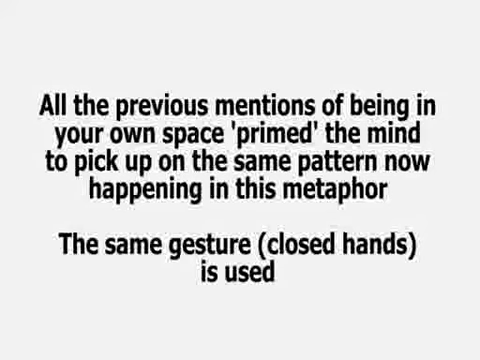 All the previous mentions of being in
your own space 'primed' the mind
to pick up on the same pattern now
happening in this metaphor
The same gesture (closed hands)
is used